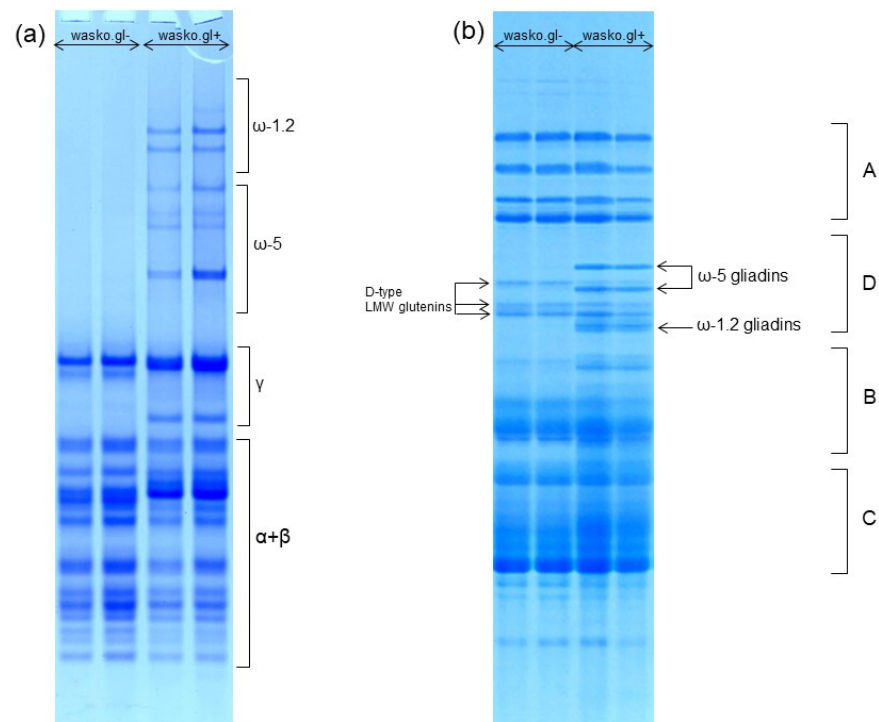 (a)
wasko.gl- wasko.gl+
ω-1.2
ω-5
γ
α+β
(b)
wasko.gl- wasko.gl+
A
D
ω-5 gliadins
D-type
LMW glutenins
ω-1.2 gliadins
B
C